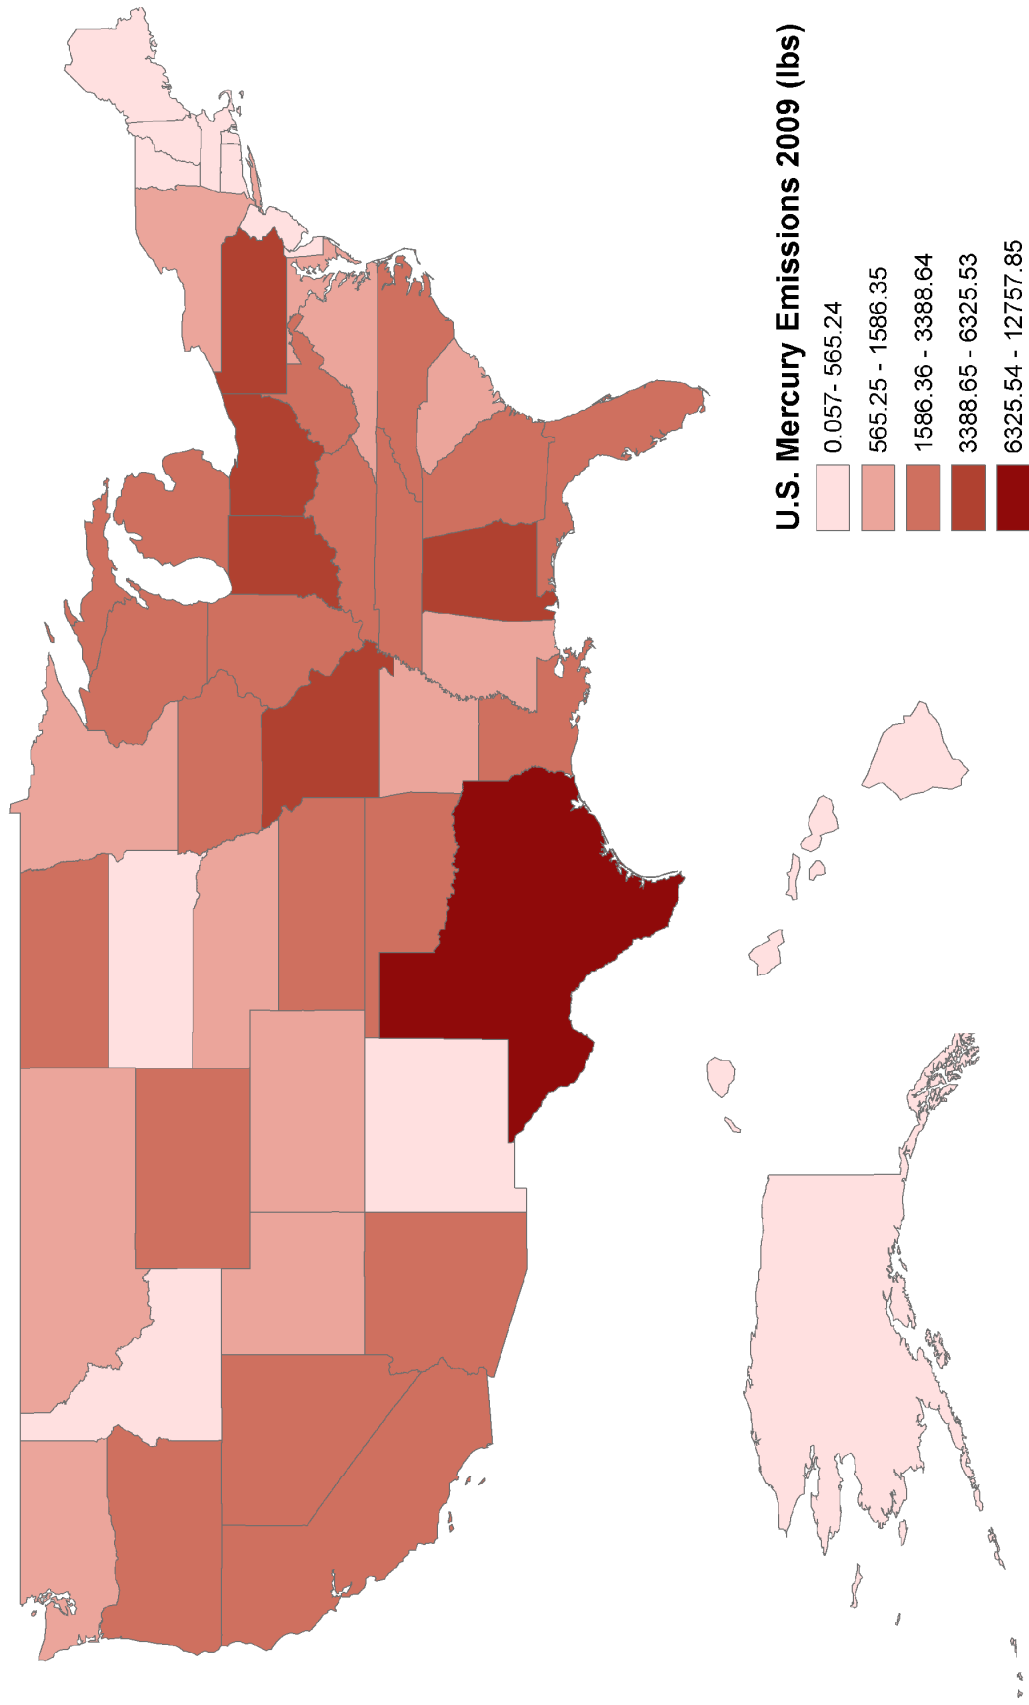 U.S. Mercury Emissions 2009 (lbs)
0.057- 565.24
565.25 - 1586.35
1586.36 - 3388.64
3388.65 - 6325.53
6325.54 - 12757.85